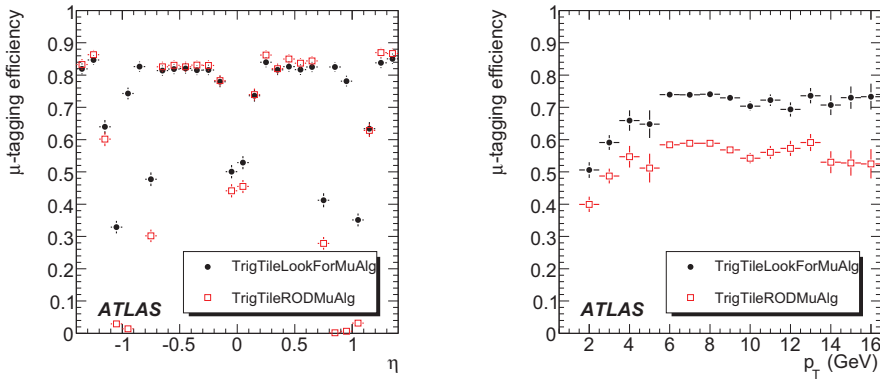 μ-tagging efficiency
0.9
0.8
0.7
0.6
0.5
0.4
0.3
0.2
0.1
0
-1 -0.5 0 0.5 1
η
TrigTileLookForMuAlg
TrigTileRODMuAlg
ATLAS
μ-tagging efficiency
1
0.9
0.8
0.7
0.6
0.5
0.4
0.3
0.2
0.1
0
2 4 6 8 10 12 14 16
p_T (GeV)
TrigTileLookForMuAlg
TrigTileRODMuAlg
ATLAS